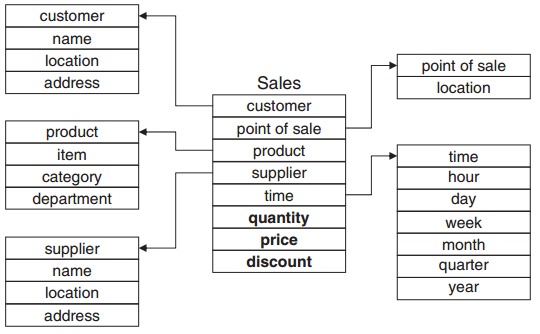 customer
name
location
address
product
item
category
department
supplier
name
location
address
Sales
customer
point of sale
product
supplier
time
quantity
price
discount
point of sale
location
time
hour
day
week
month
quarter
year